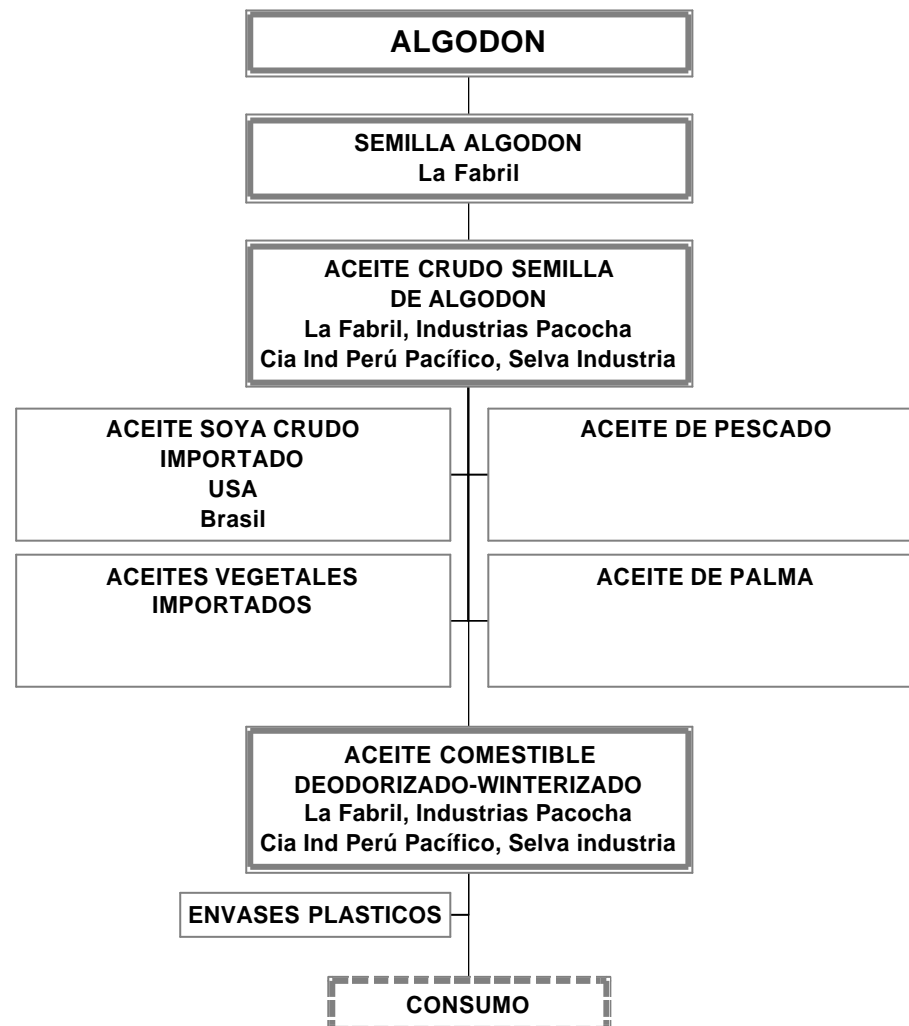 ALGODON
SEMILLA ALGODON
La Fabril
ACEITE CRUDO SEMILLA
DE ALGODON
La Fabril, Industrias Pacocha
Cia Ind Perú Pacífico, Selva Industria
ACEITE SOYA CRUDO
IMPORTADO
USA
Brasil
ACEITE DE PESCADO
ACEITES VEGETALES
IMPORTADOS
ACEITE DE PALMA
ACEITE COMESTIBLE
DEODORIZADO-WINTERIZADO
La Fabril, Industrias Pacocha
Cia Ind Perú Pacífico, Selva industria
ENVASES PLASTICOS
CONSUMO